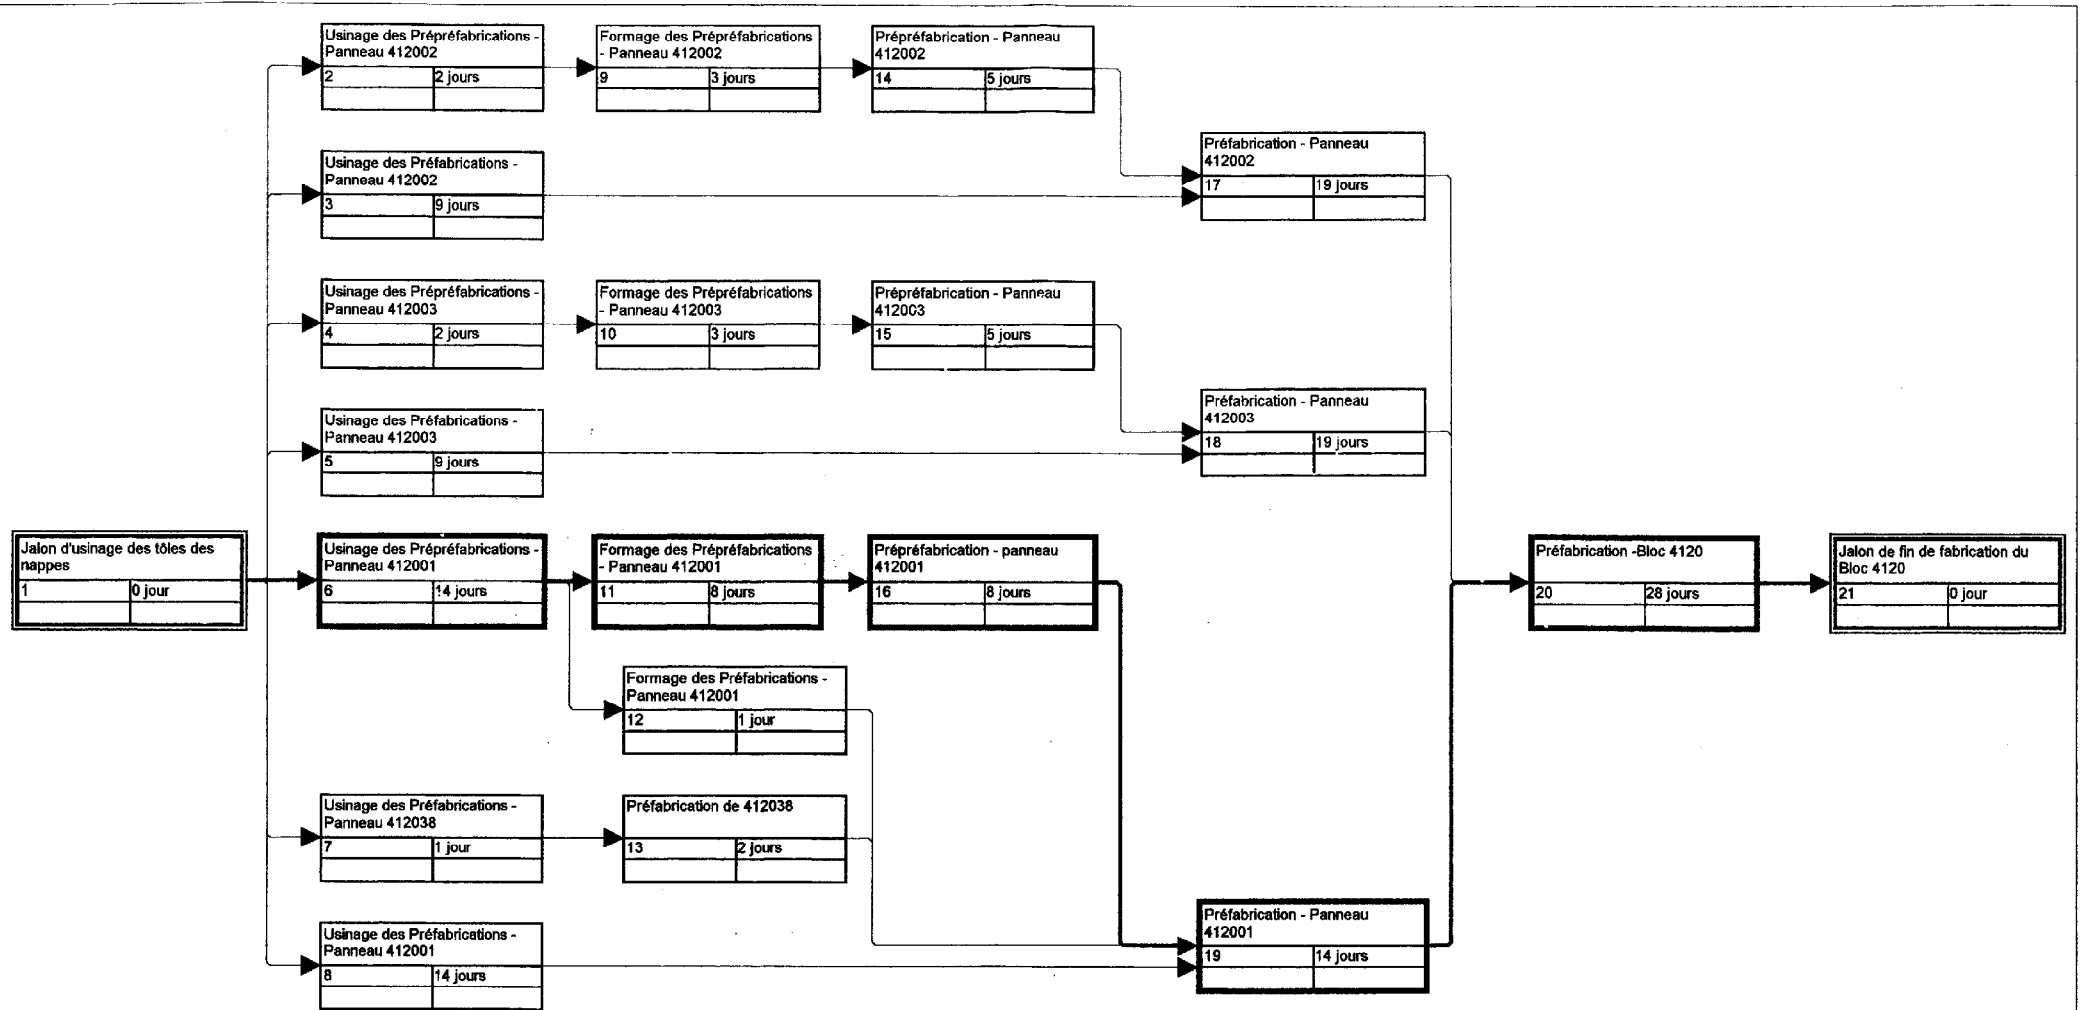 Usinage des Prépréfabrications -
Panneau 412002
2 2 jours
Formage des Prépréfabrications
- Panneau 412002
9 3 jours
Prépréfabrication - Panneau
412002
14 5 jours
Préfabrication - Panneau
412002
17 19 jours
Usinage des Préfabrications -
Panneau 412002
3 9 jours
Usinage des Prépréfabrications -
Panneau 412003
4 2 jours
Formage des Prépréfabrications
- Panneau 412003
10 3 jours
Prépréfabrication - Panneau
412003
15 5 jours
Préfabrication - Panneau
412003
18 19 jours
Usinage des Préfabrications -
Panneau 412003
5 9 jours
Jalon d'usinage des tôles des
nappes
1 0 jour
Usinage des Prépréfabrications -
Panneau 412001
6 14 jours
Formage des Prépréfabrications
- Panneau 412001
11 8 jours
Prépréfabrication - panneau
412001
16 8 jours
Préfabrication -Bloc 4120
20 28 jours
Jalon de fin de fabrication du
Bloc 4120
21 0 jour
Formage des Préfabrications -
Panneau 412001
12 1 jour
Usinage des Préfabrications -
Panneau 412038
7 1 jour
Préfabrication de 412038
13 2 jours
Usinage des Préfabrications -
Panneau 412001
8 14 jours
Préfabrication - Panneau
412001
19 14 jours